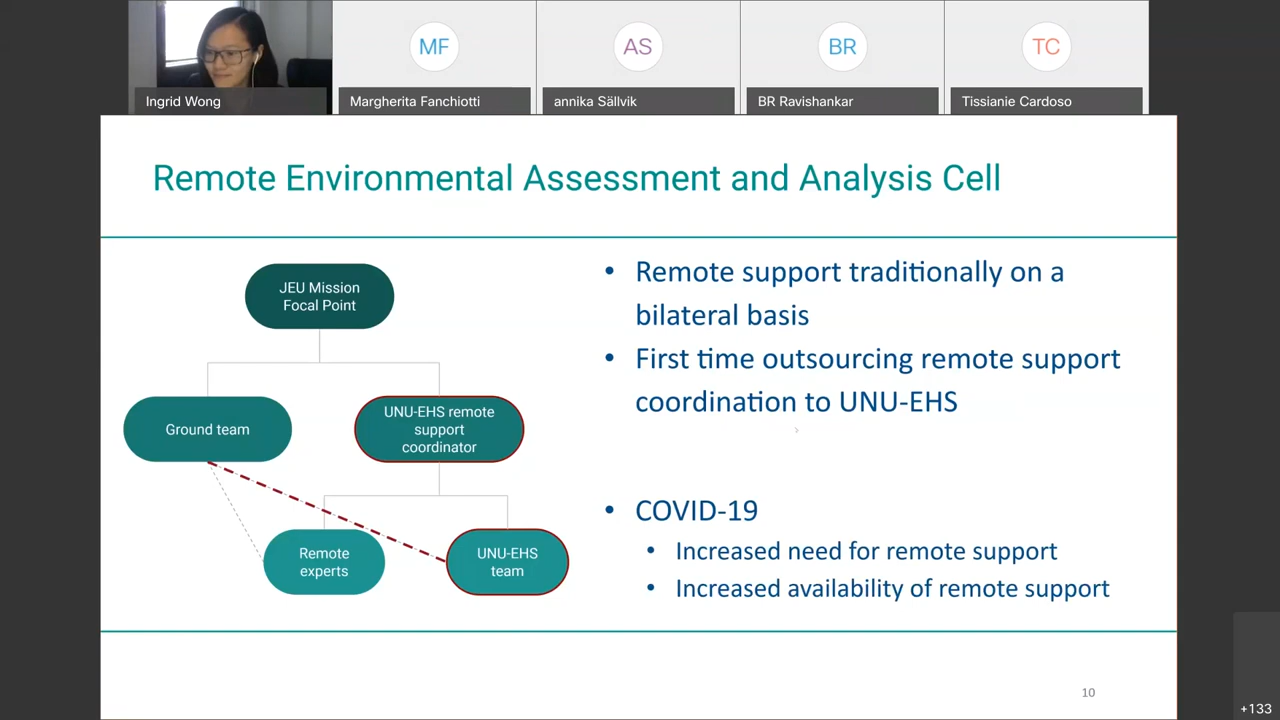 MF
AS
BR
TC
Ingrid Wong
Margherita Fanchiotti
annika Sällvik
BR Ravishankar
Tissianie Cardoso
Remote Environmental Assessment and Analysis Cell
JEU Mission
Focal Point
Ground team
UNU-EHS remote
support
coordinator
Remote
experts
UNU-EHS
team
• Remote support traditionally on a
bilateral basis
• First time outsourcing remote support
coordination to UNU-EHS
• COVID-19
• Increased need for remote support
• Increased availability of remote support
10
+133